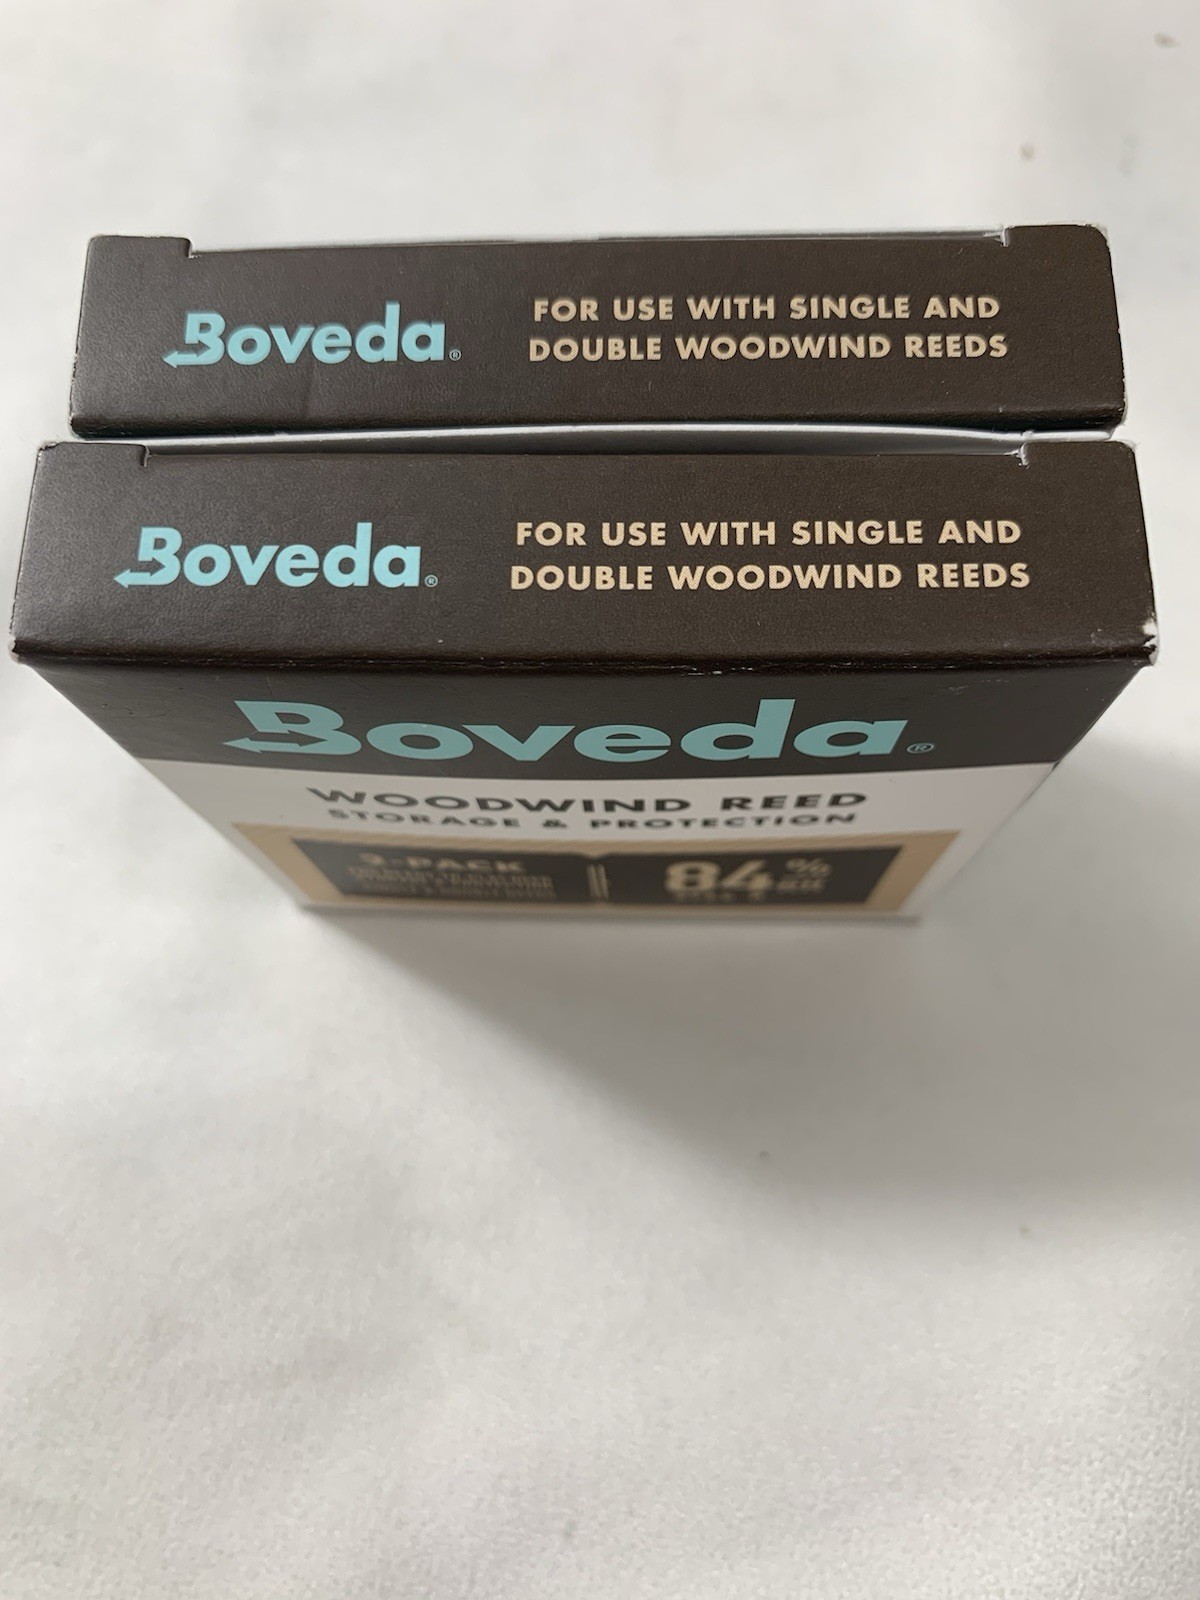 Boveda®
FOR USE WITH SINGLE AND
DOUBLE WOODWIND REEDS
Boveda®
FOR USE WITH SINGLE AND
DOUBLE WOODWIND REEDS
Boveda®
WOODWIND REED
STORAGE & PROTECTION
84%